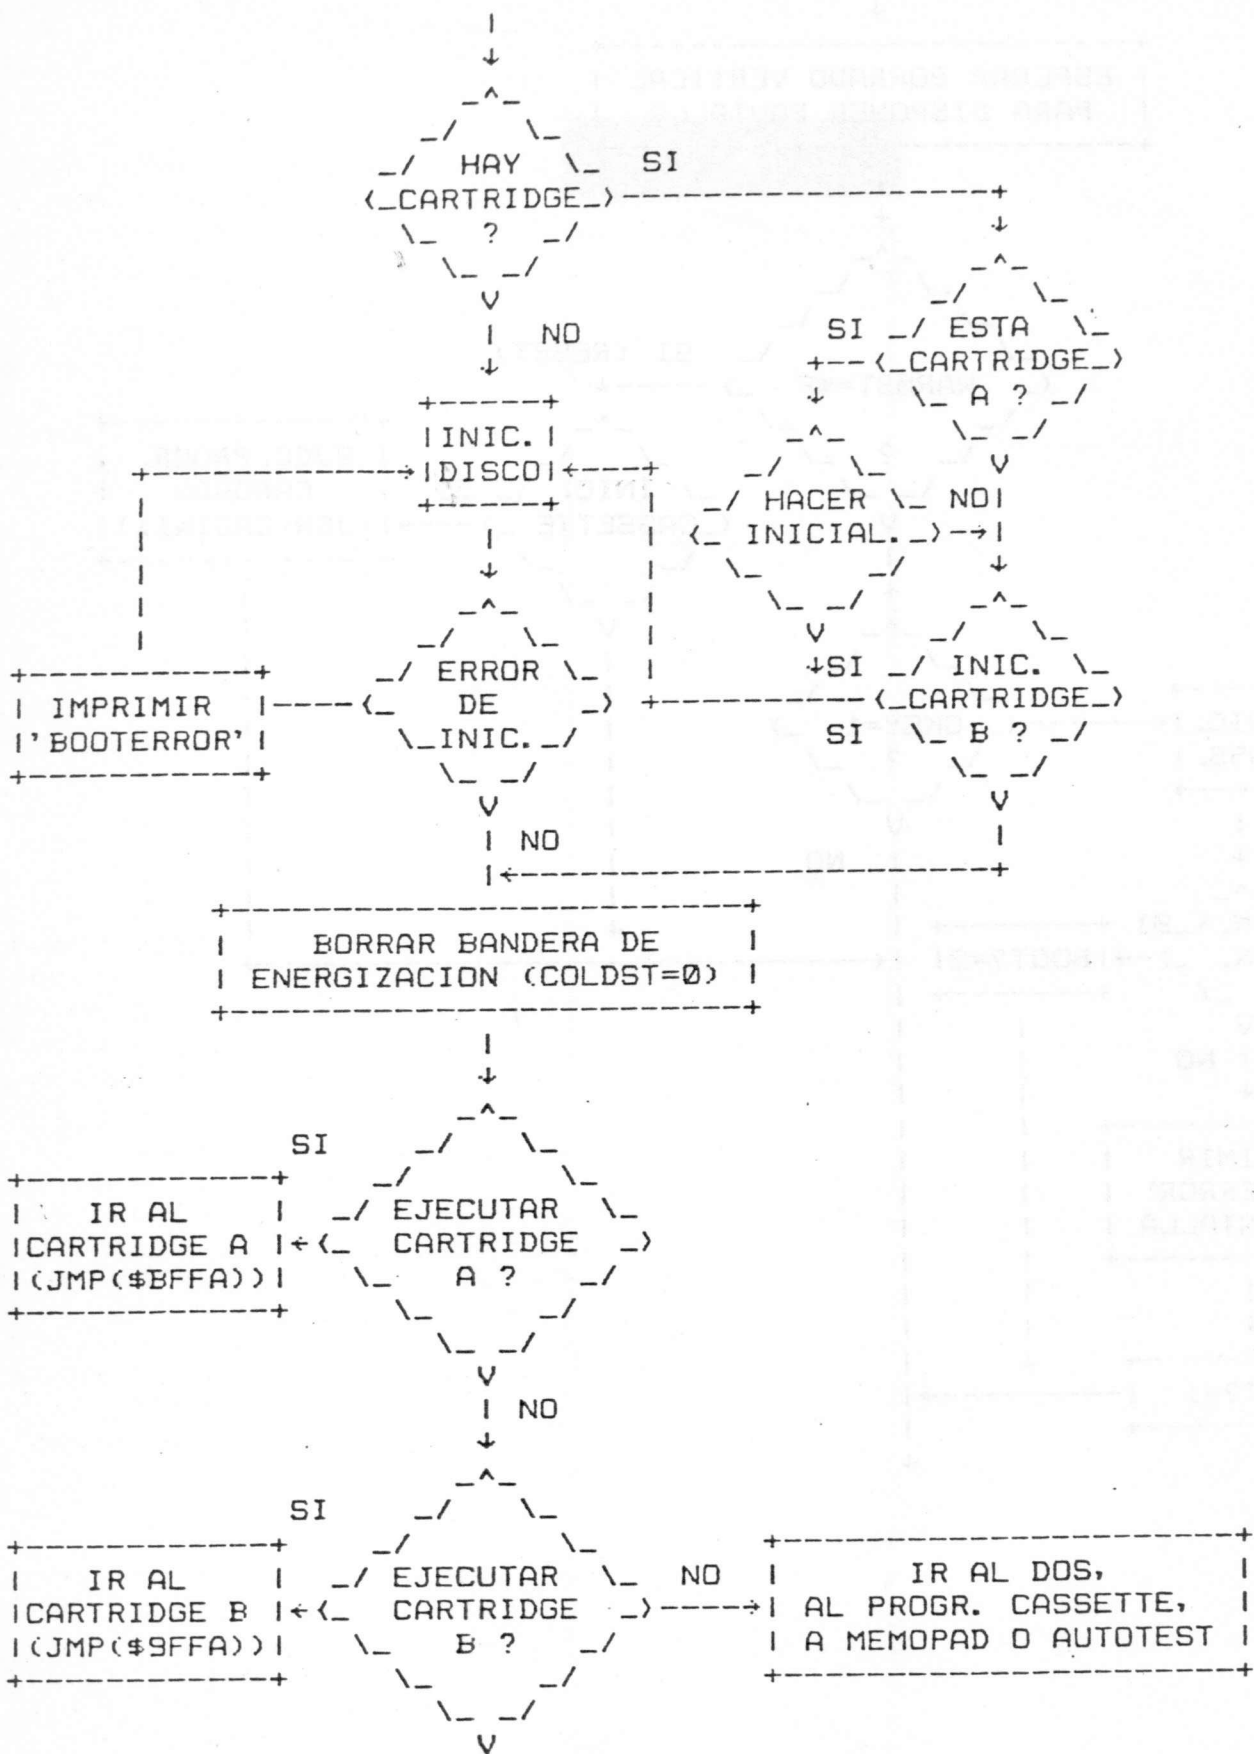 HAY
CARTRIDGE
?
SI
NO
SI
ESTA
CARTRIDGE
A ?
INIC.
DISCO
HACER
INICIAL.
NO
SI
SI
INIC.
CARTRIDGE
B ?
ERROR
DE
INIC.
IMPRIMIR
'BOOTERROR'
NO
BORRAR BANDERA DE
ENERGIZACION (COLDST=0)
SI
EJECUTAR
CARTRIDGE
A ?
IR AL
CARTRIDGE A
(JMP($BFFA))
NO
SI
EJECUTAR
CARTRIDGE
B ?
IR AL
CARTRIDGE B
(JMP($9FFA))
NO
IR AL DOS,
AL PROGR. CASSETTE,
A MEMOPAD O AUTOTEST